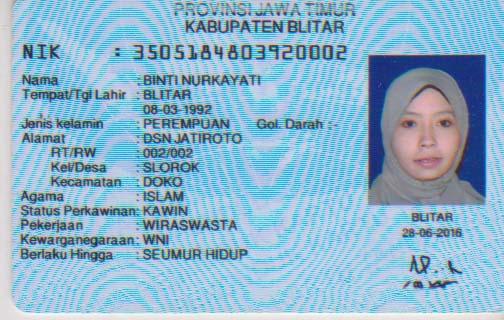 PROVINSI JAWA TIMUR
KABUPATEN BLITAR
NIK : 3505184803920002
Nama : BINTI NURKAYATI
Tempat/Tgl Lahir : BLITAR
08-03-1992
Jenis kelamin : PEREMPUAN Gol. Darah :-
Alamat : DSN JATIROTO
RT/RW : 002/002
Kel/Desa : SLOROK
Kecamatan : DOKO
Agama : ISLAM
Status Perkawinan: KAWIN
Pekerjaan : WIRASWASTA
Kewarganegaraan: WNI
Berlaku Hingga : SEUMUR HIDUP
BLITAR
28-06-2016